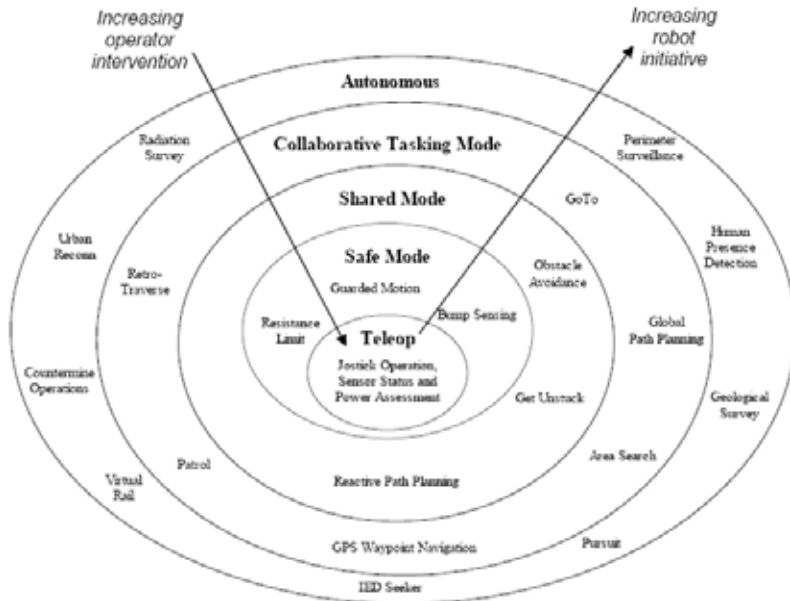 Increasing
operator
intervention
Increasing
robot
initiative
Autonomous
Radiation
Survey
Collaborative Tasking Mode
Perimeter
Surveillance
Shared Mode
GoTo
Urban
Reconn
Human
Presence
Detection
Safe Mode
Retro-
Traverse
Obstacle
Avoidance
Guarded Motion
Resistance
Limit
Bump Sensing
Global
Path Planning
Teleop
Jostick Operation,
Sensor Status and
Power Assessment
Countermine
Operations
Get Unstuck
Geological
Survey
Patrol
Area Search
Virtual
Rail
Reactive Path Planning
GPS Waypoint Navigation
Pursuit
IED Seeker